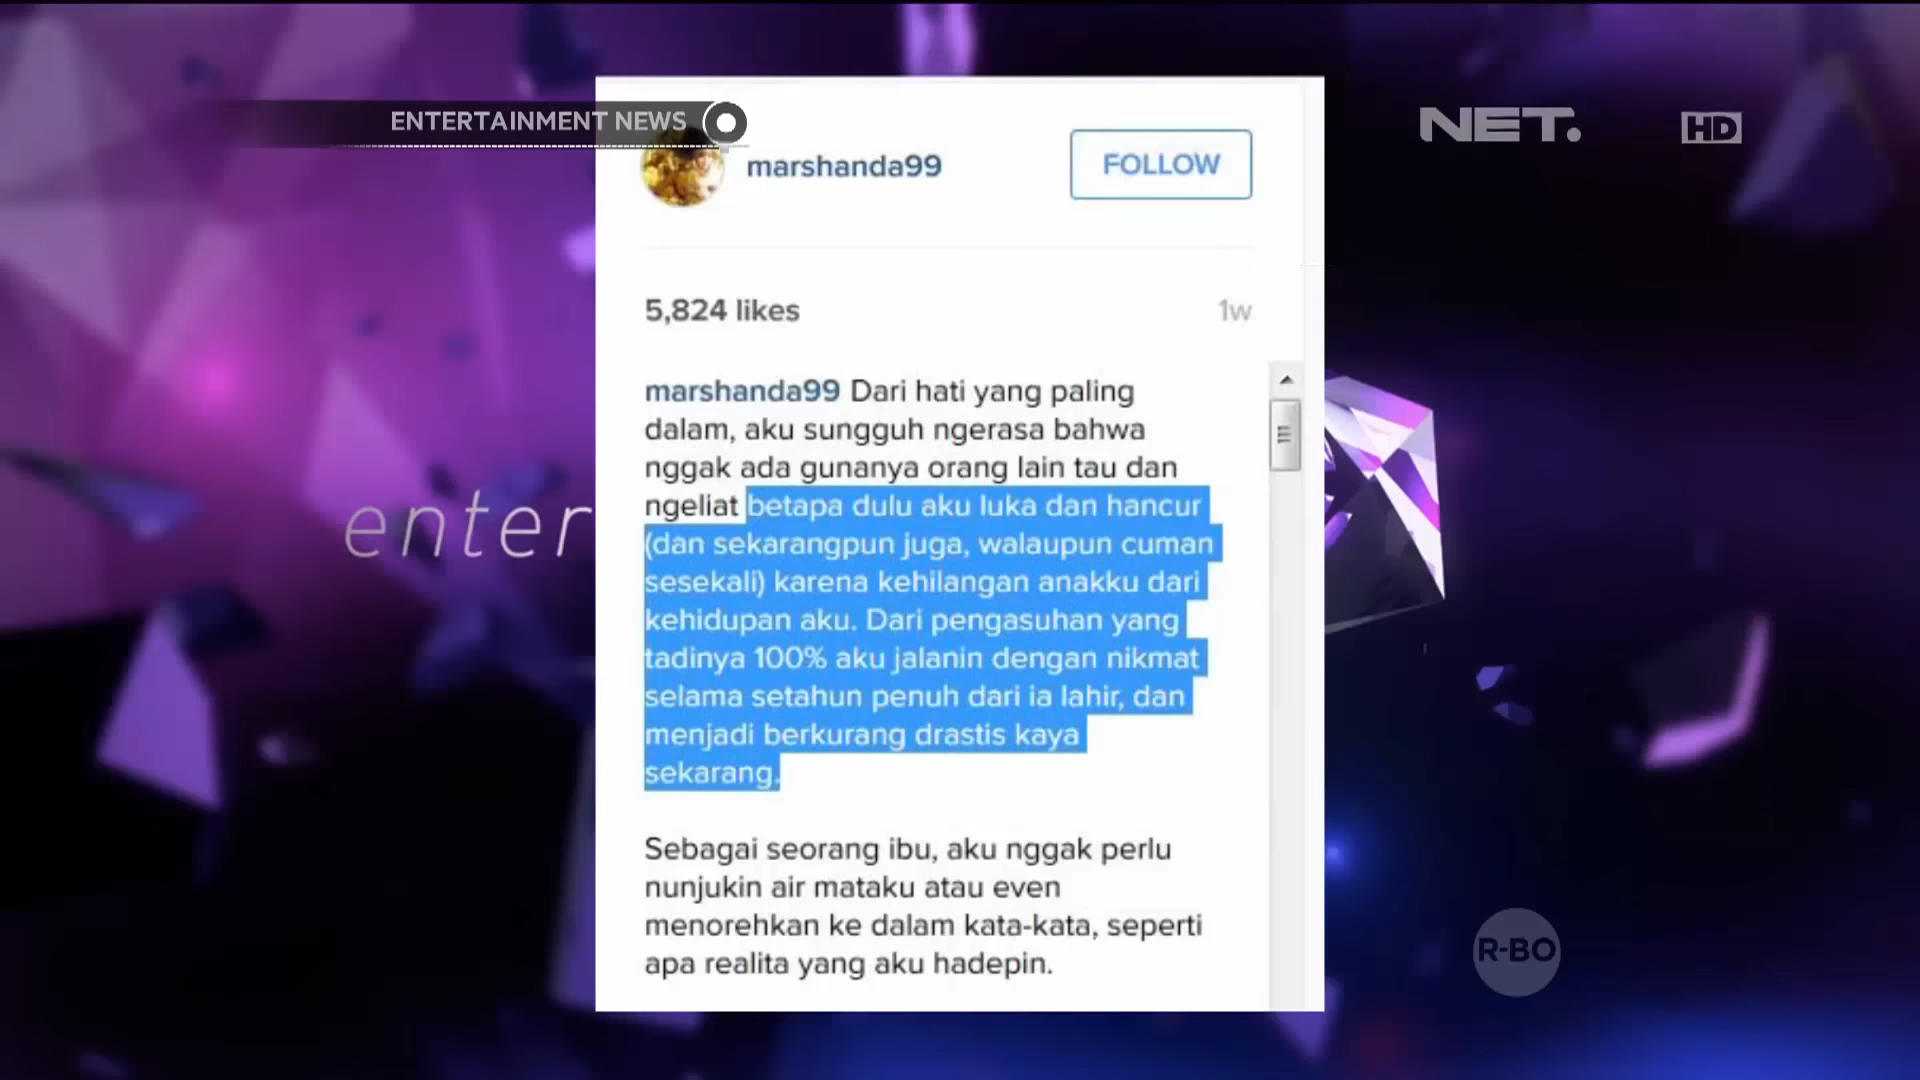 ENTERTAINMENT NEWS
NET.
HD
marshanda99
FOLLOW
5,824 likes
1w
marshanda99 Dari hati yang paling
dalam, aku sungguh ngerasa bahwa
nggak ada gunanya orang lain tau dan
ngeliat betapa dulu aku luka dan hancur
(dan sekarangpun juga, walaupun cuman
sesekali) karena kehilangan anakku dari
kehidupan aku. Dari pengasuhan yang
tadinya 100% aku jalanin dengan nikmat
selama setahun penuh dari ia lahir, dan
menjadi berkurang drastis kaya
sekarang.
Sebagai seorang ibu, aku nggak perlu
nunjukin air mataku atau even
menorehkan ke dalam kata-kata, seperti
apa realita yang aku hadepin.
enter
R-BO